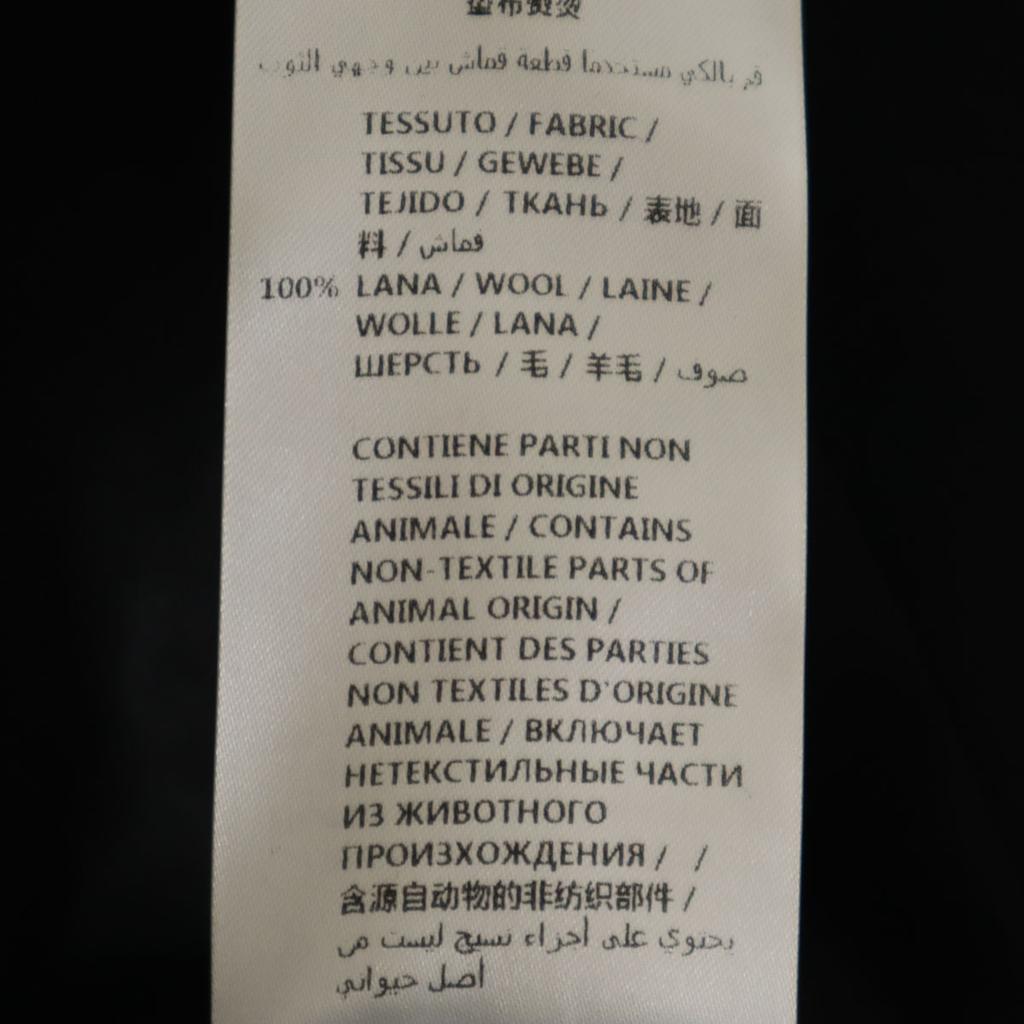 垫布熨烫
قم بالكي مستخدما قطعة قماش بين وجهي الثوب
TESSUTO / FABRIC /
TISSU / GEWEBE /
TEJIDO / ТКАНЬ / 表地 / 面
料 / قماش
100% LANA / WOOL / LAINE /
WOLLE / LANA /
ШЕРСТЬ / 毛 / 羊毛 / صوف
CONTIENE PARTI NON
TESSILI DI ORIGINE
ANIMALE / CONTAINS
NON-TEXTILE PARTS OF
ANIMAL ORIGIN /
CONTIENT DES PARTIES
NON TEXTILES D'ORIGINE
ANIMALE / ВКЛЮЧАЕТ
НЕТЕКСТИЛЬНЫЕ ЧАСТИ
ИЗ ЖИВОТНОГО
ПРОИЗХОЖДЕНИЯ / /
含源自动物的非纺织部件 /
يحتوي على أجزاء نسيج ليست من
أصل حيواني